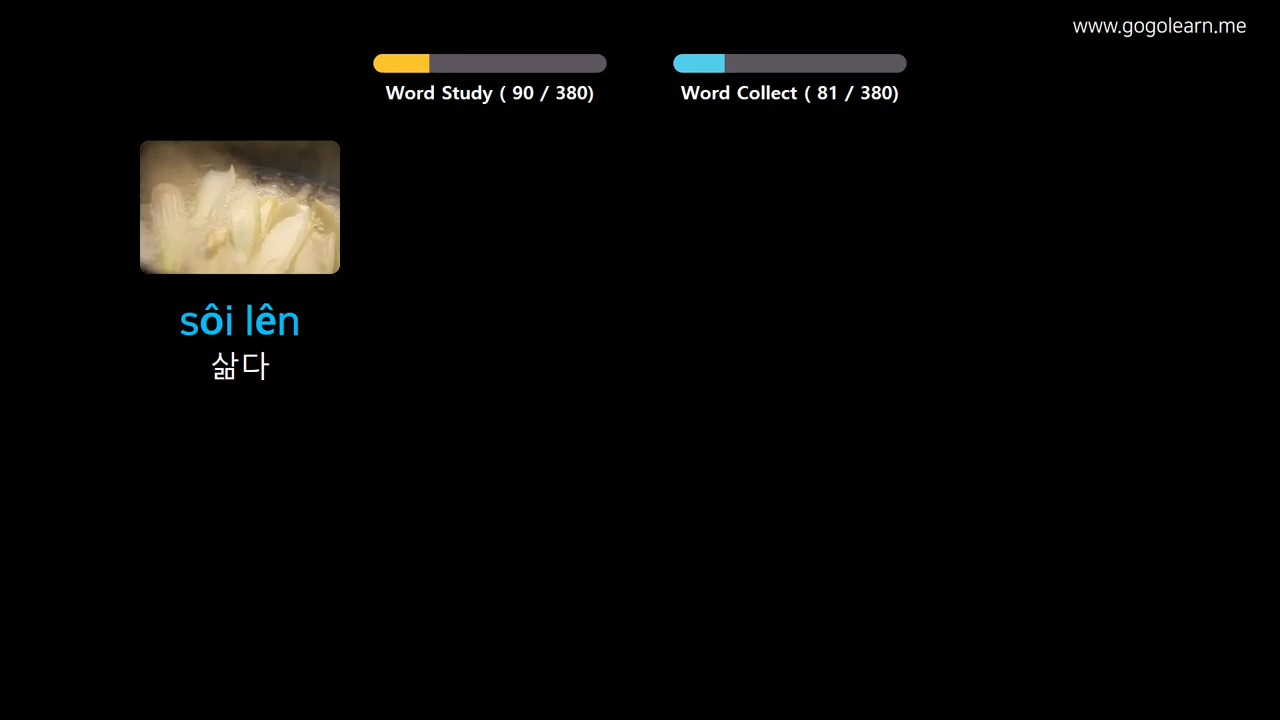 www.gogolearn.me
Word Study ( 90 / 380)
Word Collect ( 81 / 380)
sôi lên
삶다